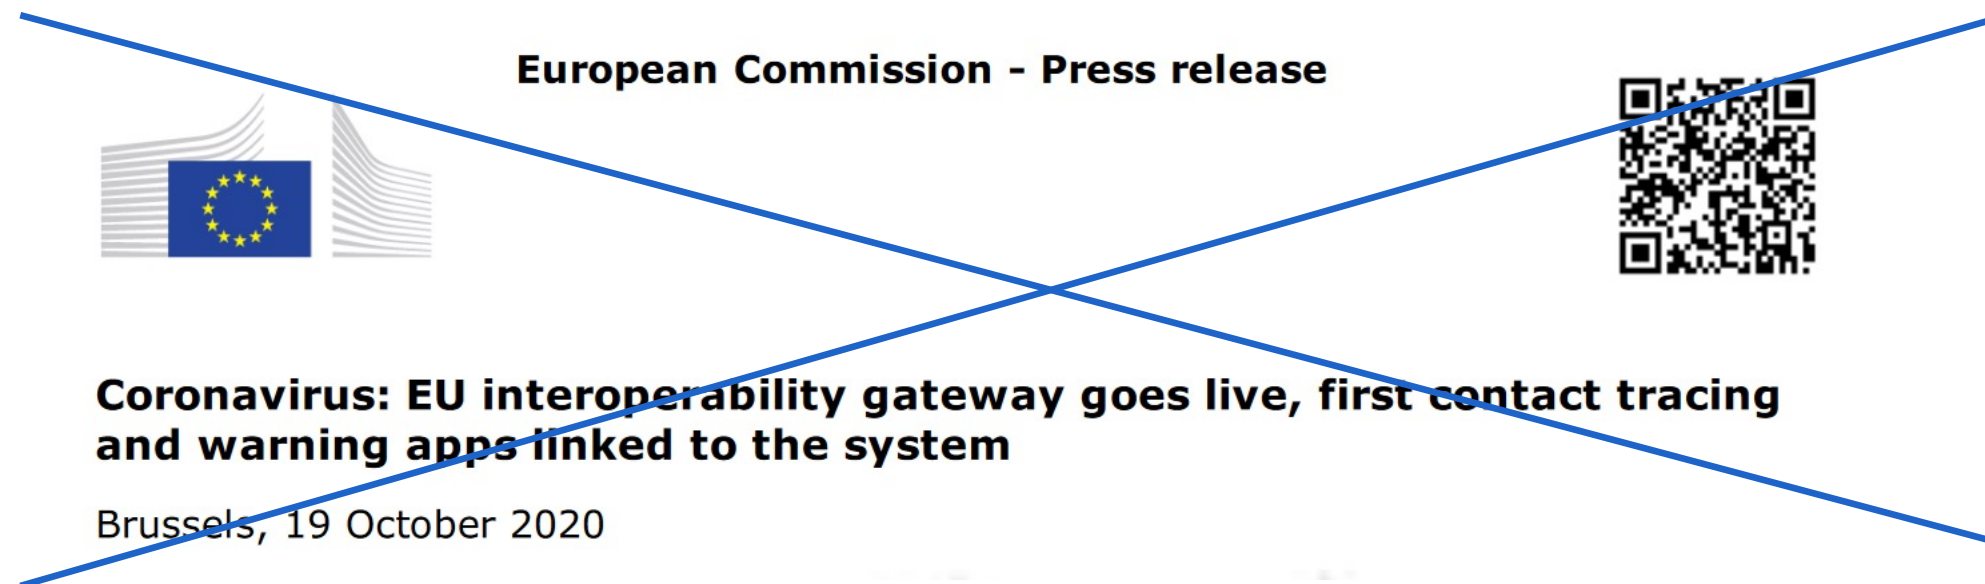 European Commission - Press release
Coronavirus: EU interoperability gateway goes live, first contact tracing
and warning apps linked to the system
Brussels, 19 October 2020